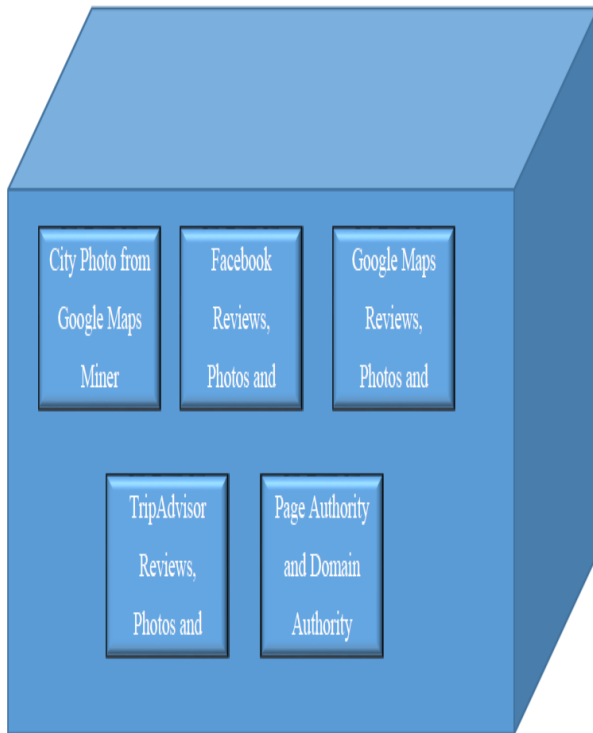 City Photo from
Google Maps
Miner
Facebook
Reviews,
Photos and
Google Maps
Reviews,
Photos and
TripAdvisor
Reviews,
Photos and
Page Authority
and Domain
Authority